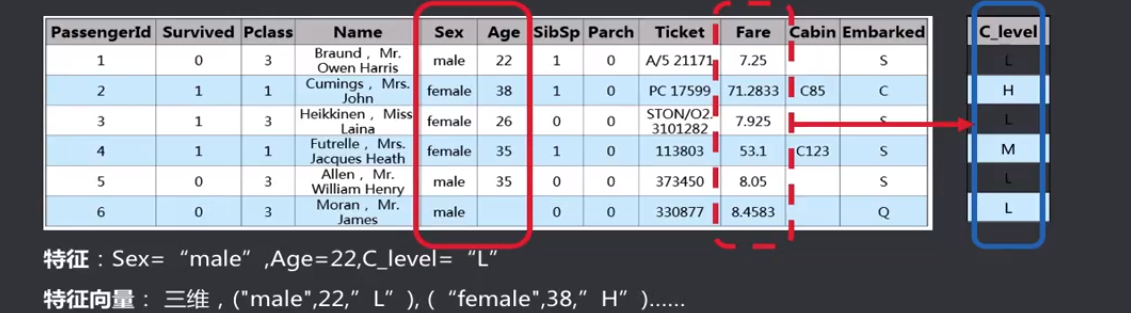 PassengerId Survived Pclass Name Sex Age SibSp Parch Ticket Fare Cabin Embarked C_level
1 0 3 Braund , Mr. Owen Harris male 22 1 0 A/5 21171 7.25 S L
2 1 1 Cumings , Mrs. John female 38 1 0 PC 17599 71.2833 C85 C H
3 1 3 Heikkinen , Miss Laina female 26 0 0 STON/O2. 3101282 7.925 S L
4 1 1 Futrelle , Mrs. Jacques Heath female 35 1 0 113803 53.1 C123 S M
5 0 3 Allen , Mr. William Henry male 35 0 0 373450 8.05 S L
6 0 3 Moran , Mr. James male 0 0 330877 8.4583 Q L
特征：Sex=“male”,Age=22,C_level=“L”
特征向量： 三维，("male",22,”L”), (“female",38,”H”)......